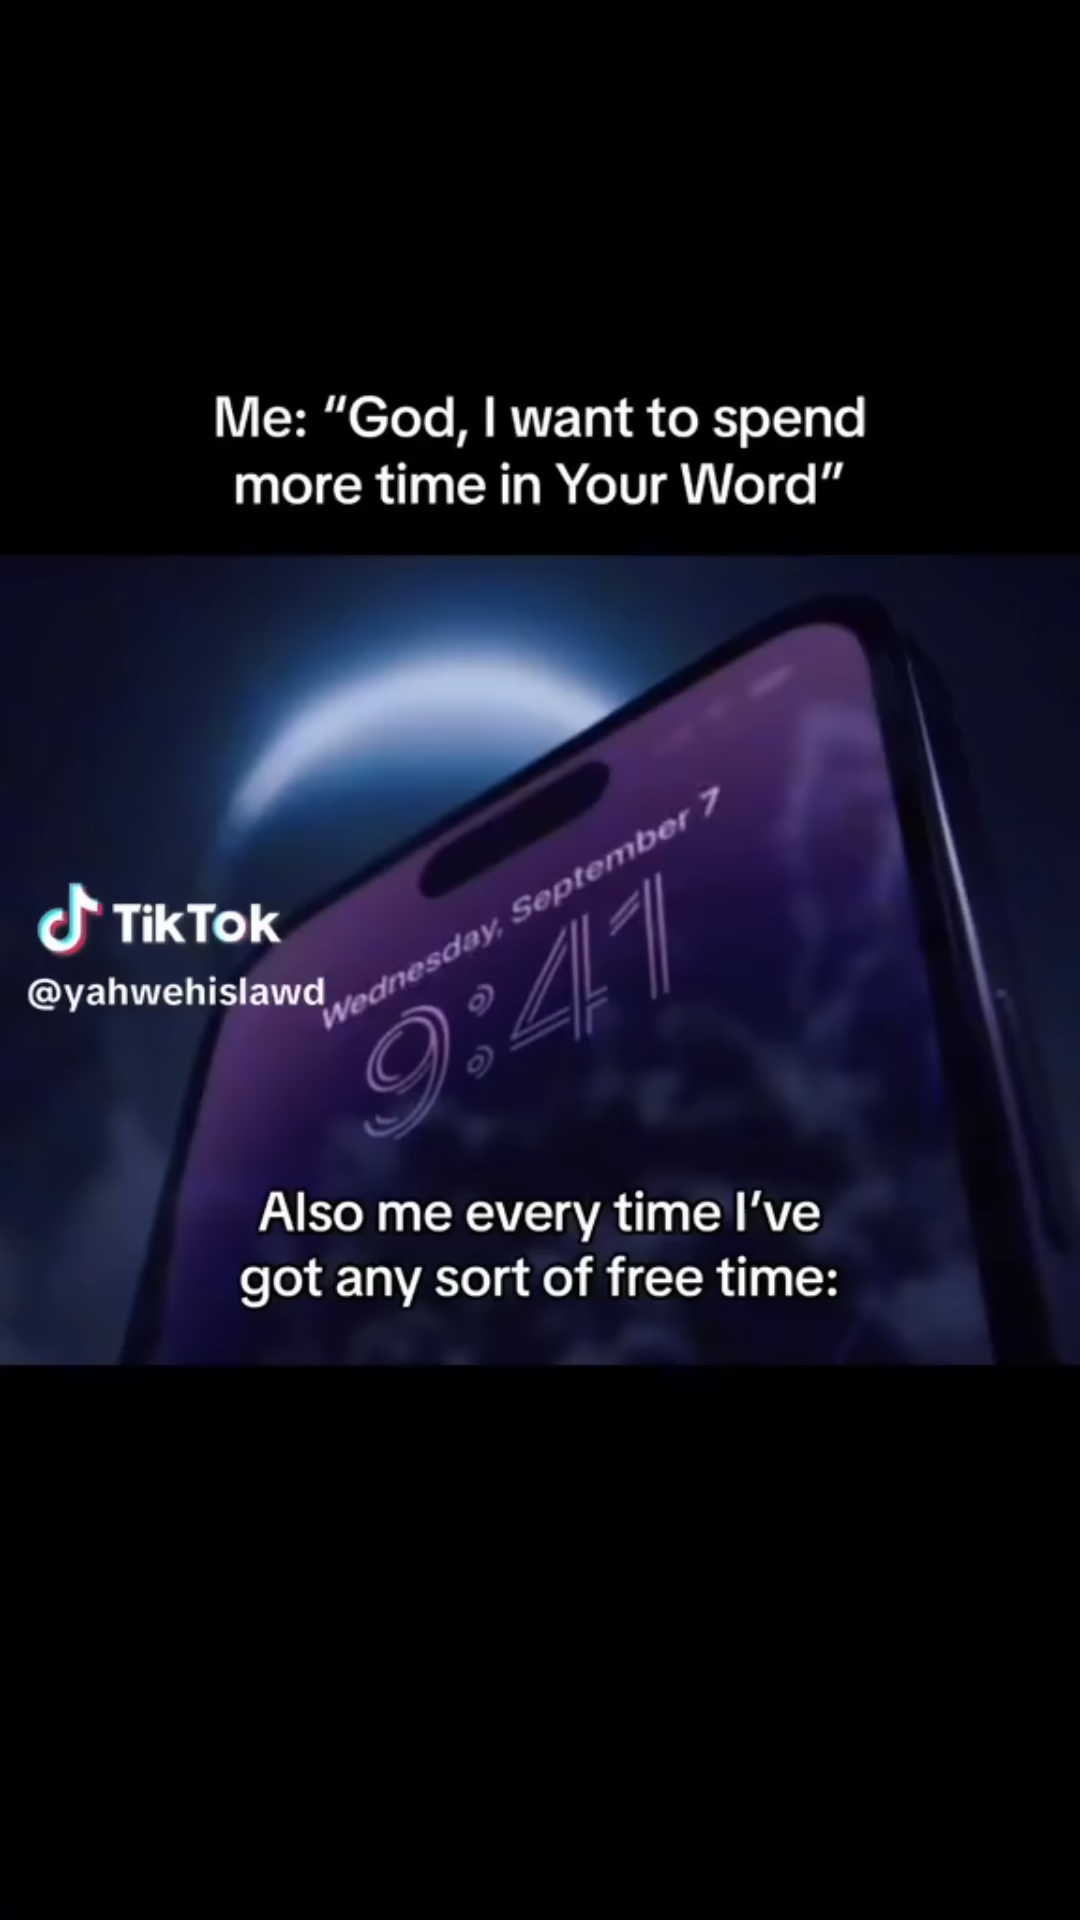 Me: “God, I want to spend
more time in Your Word”
Wednesday, September 7
9:41
TikTok
@yahwehislawd
Also me every time I’ve
got any sort of free time: